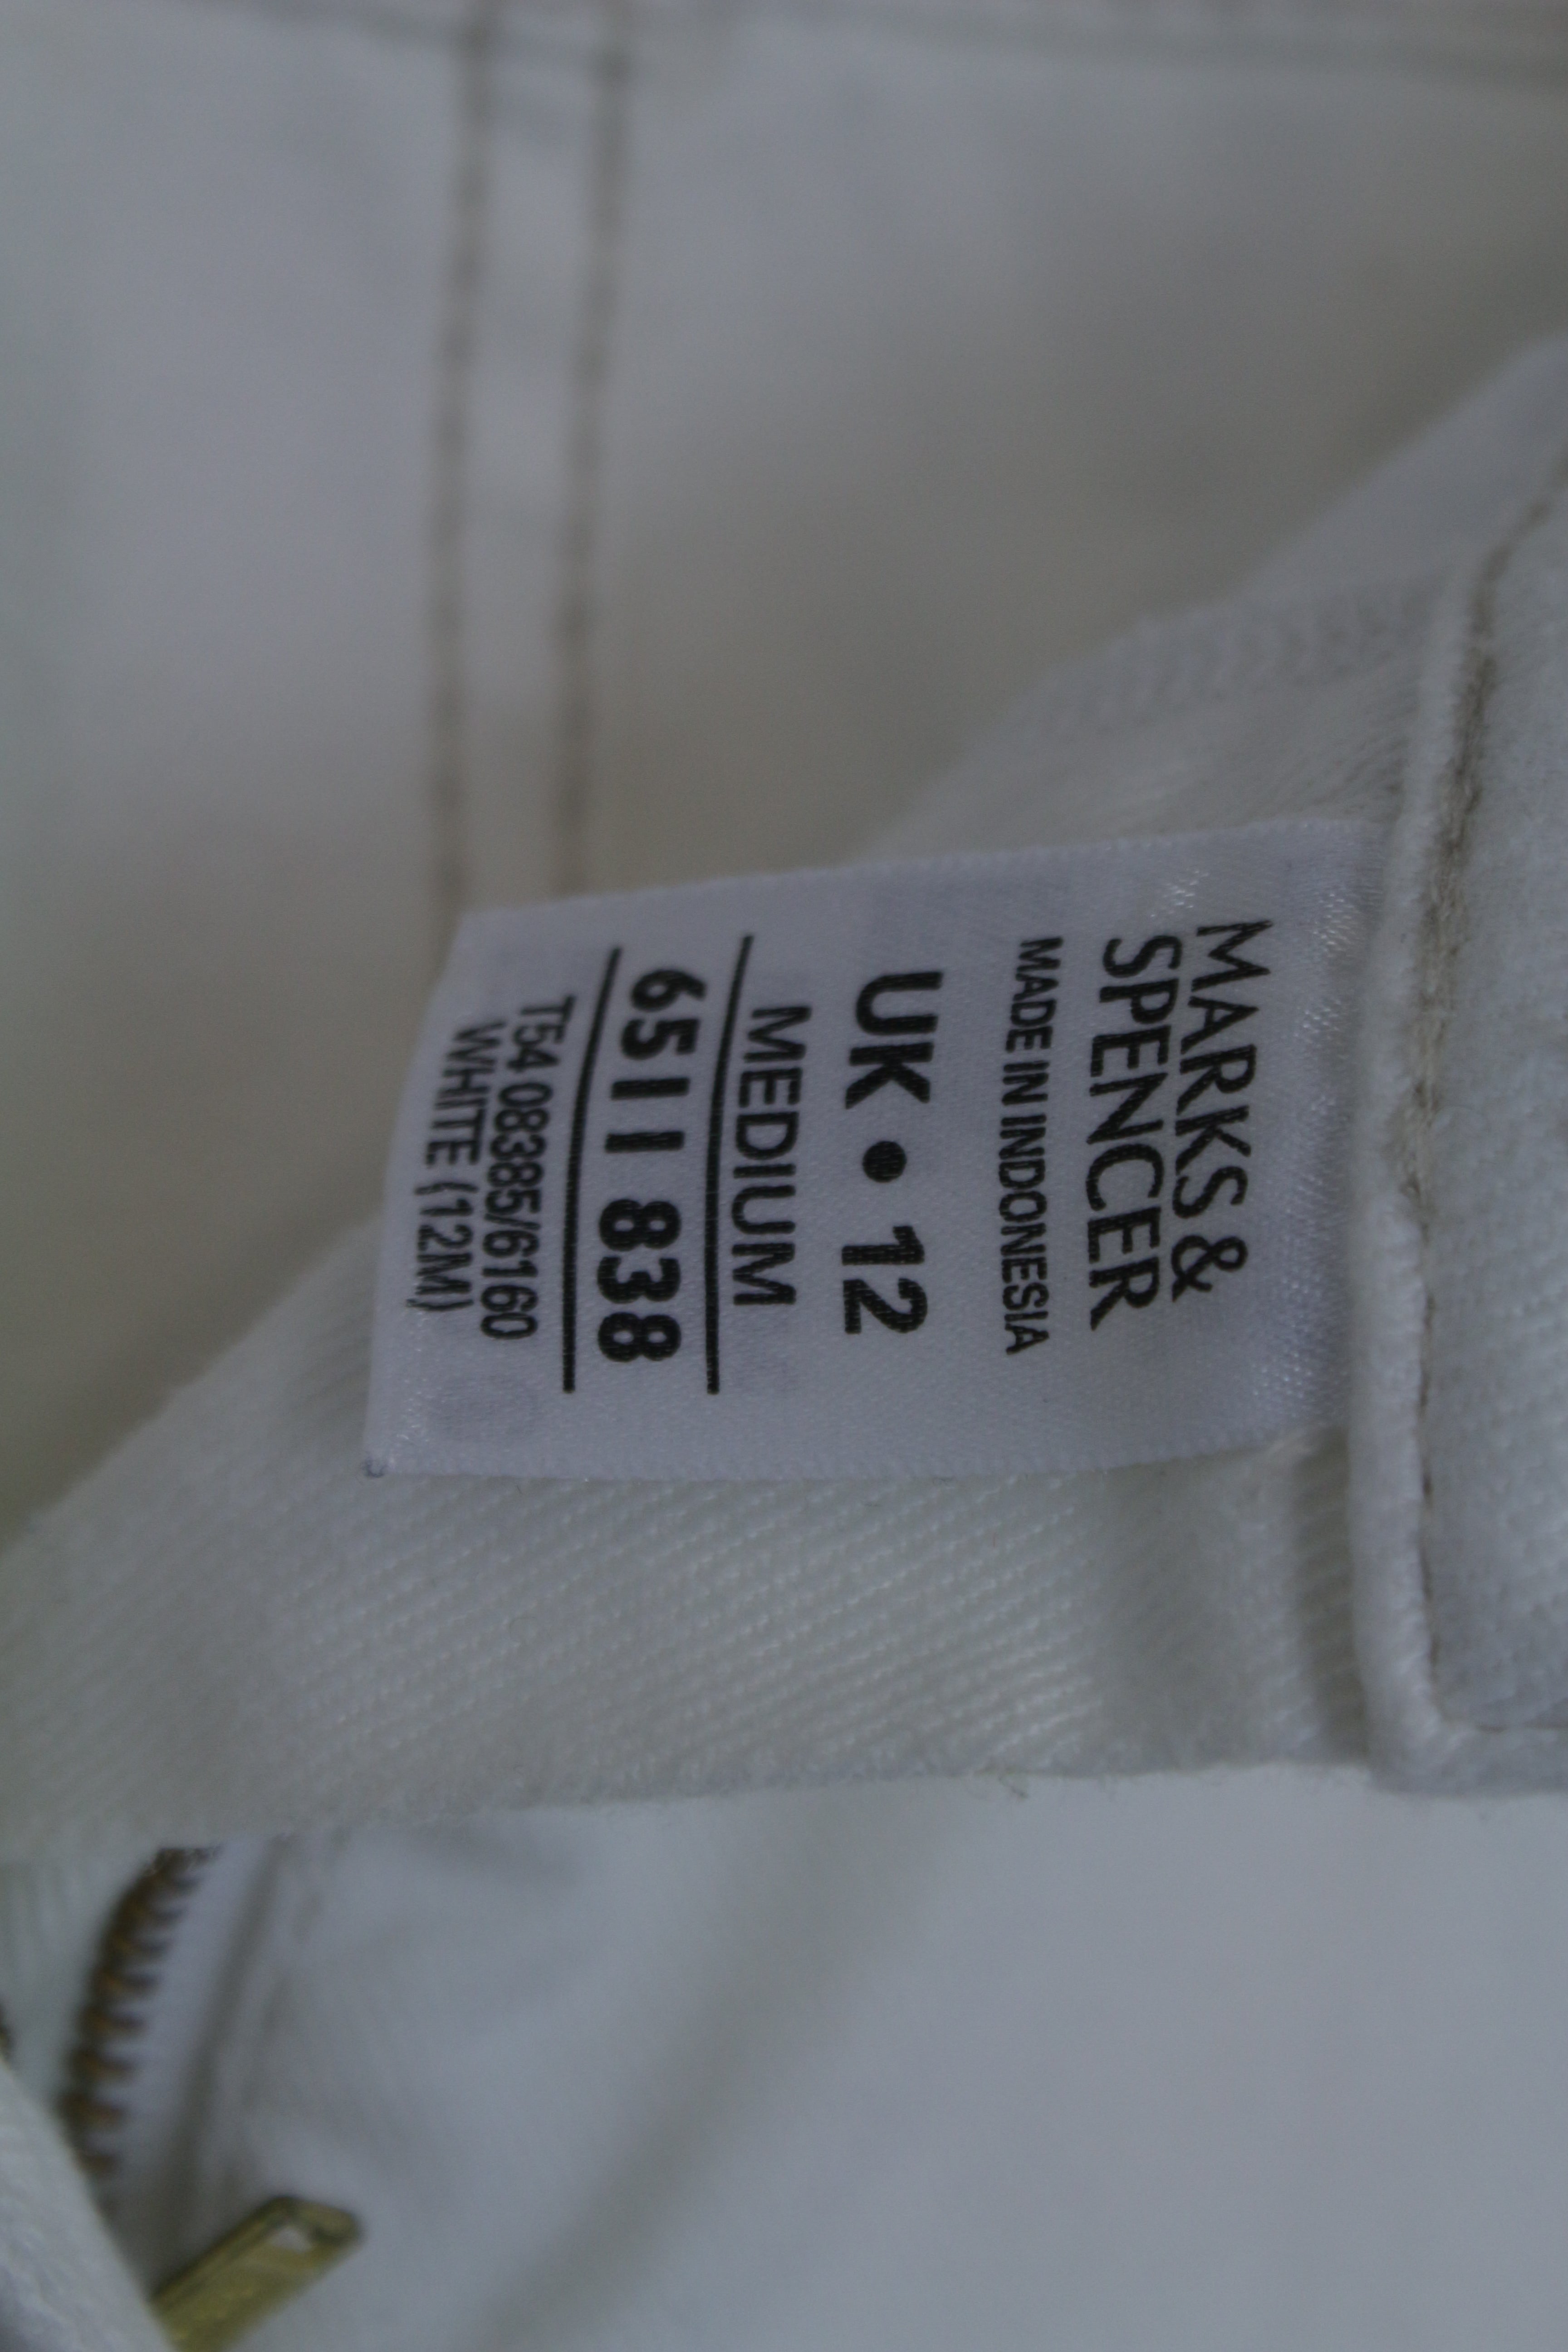 MARKS &
SPENCER
MADE IN INDONESIA
UK • 12
MEDIUM
6511 838
T54 08385/6160
WHITE (12M)